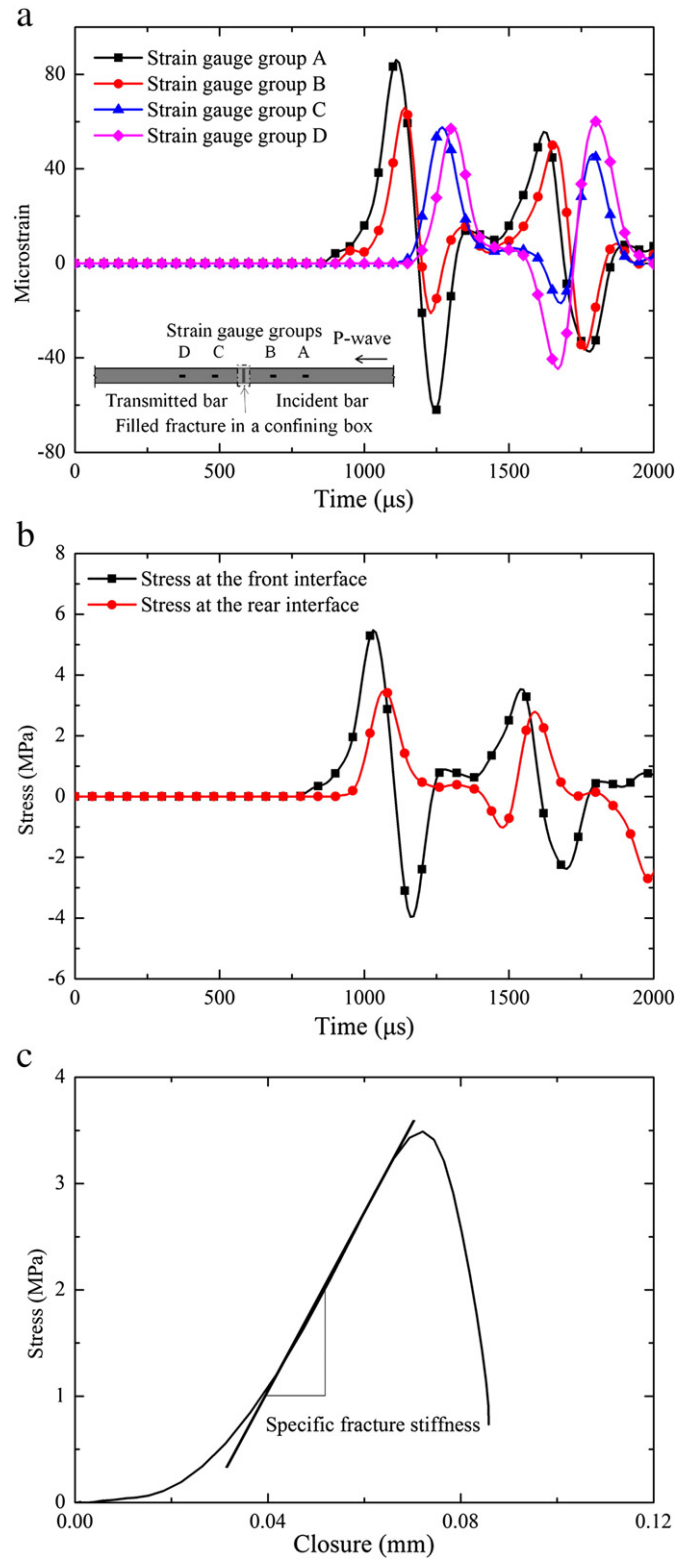 a
80
40
0
-40
-80
Microstrain
Strain gauge group A
Strain gauge group B
Strain gauge group C
Strain gauge group D
Strain gauge groups
D C B A
P-wave
Transmitted bar Incident bar
Filled fracture in a confining box
0 500 1000 1500 2000
Time (μs)
b
8
6
4
2
0
-2
-4
-6
Stress (MPa)
Stress at the front interface
Stress at the rear interface
0 500 1000 1500 2000
Time (μs)
c
4
3
2
1
0
Stress (MPa)
Specific fracture stiffness
0.00 0.04 0.08 0.12
Closure (mm)